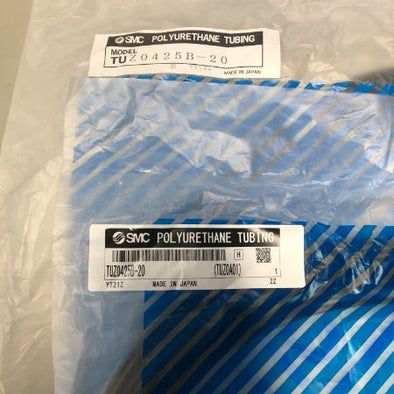 SMC POLYURETHANE TUBING
MODEL
TUZ0425B-20
MADE IN JAPAN
SMC POLYURETHANE TUBING
H
TUZ0425B-20 (TUZ0A01) 1
YT21Z MADE IN JAPAN ZZ